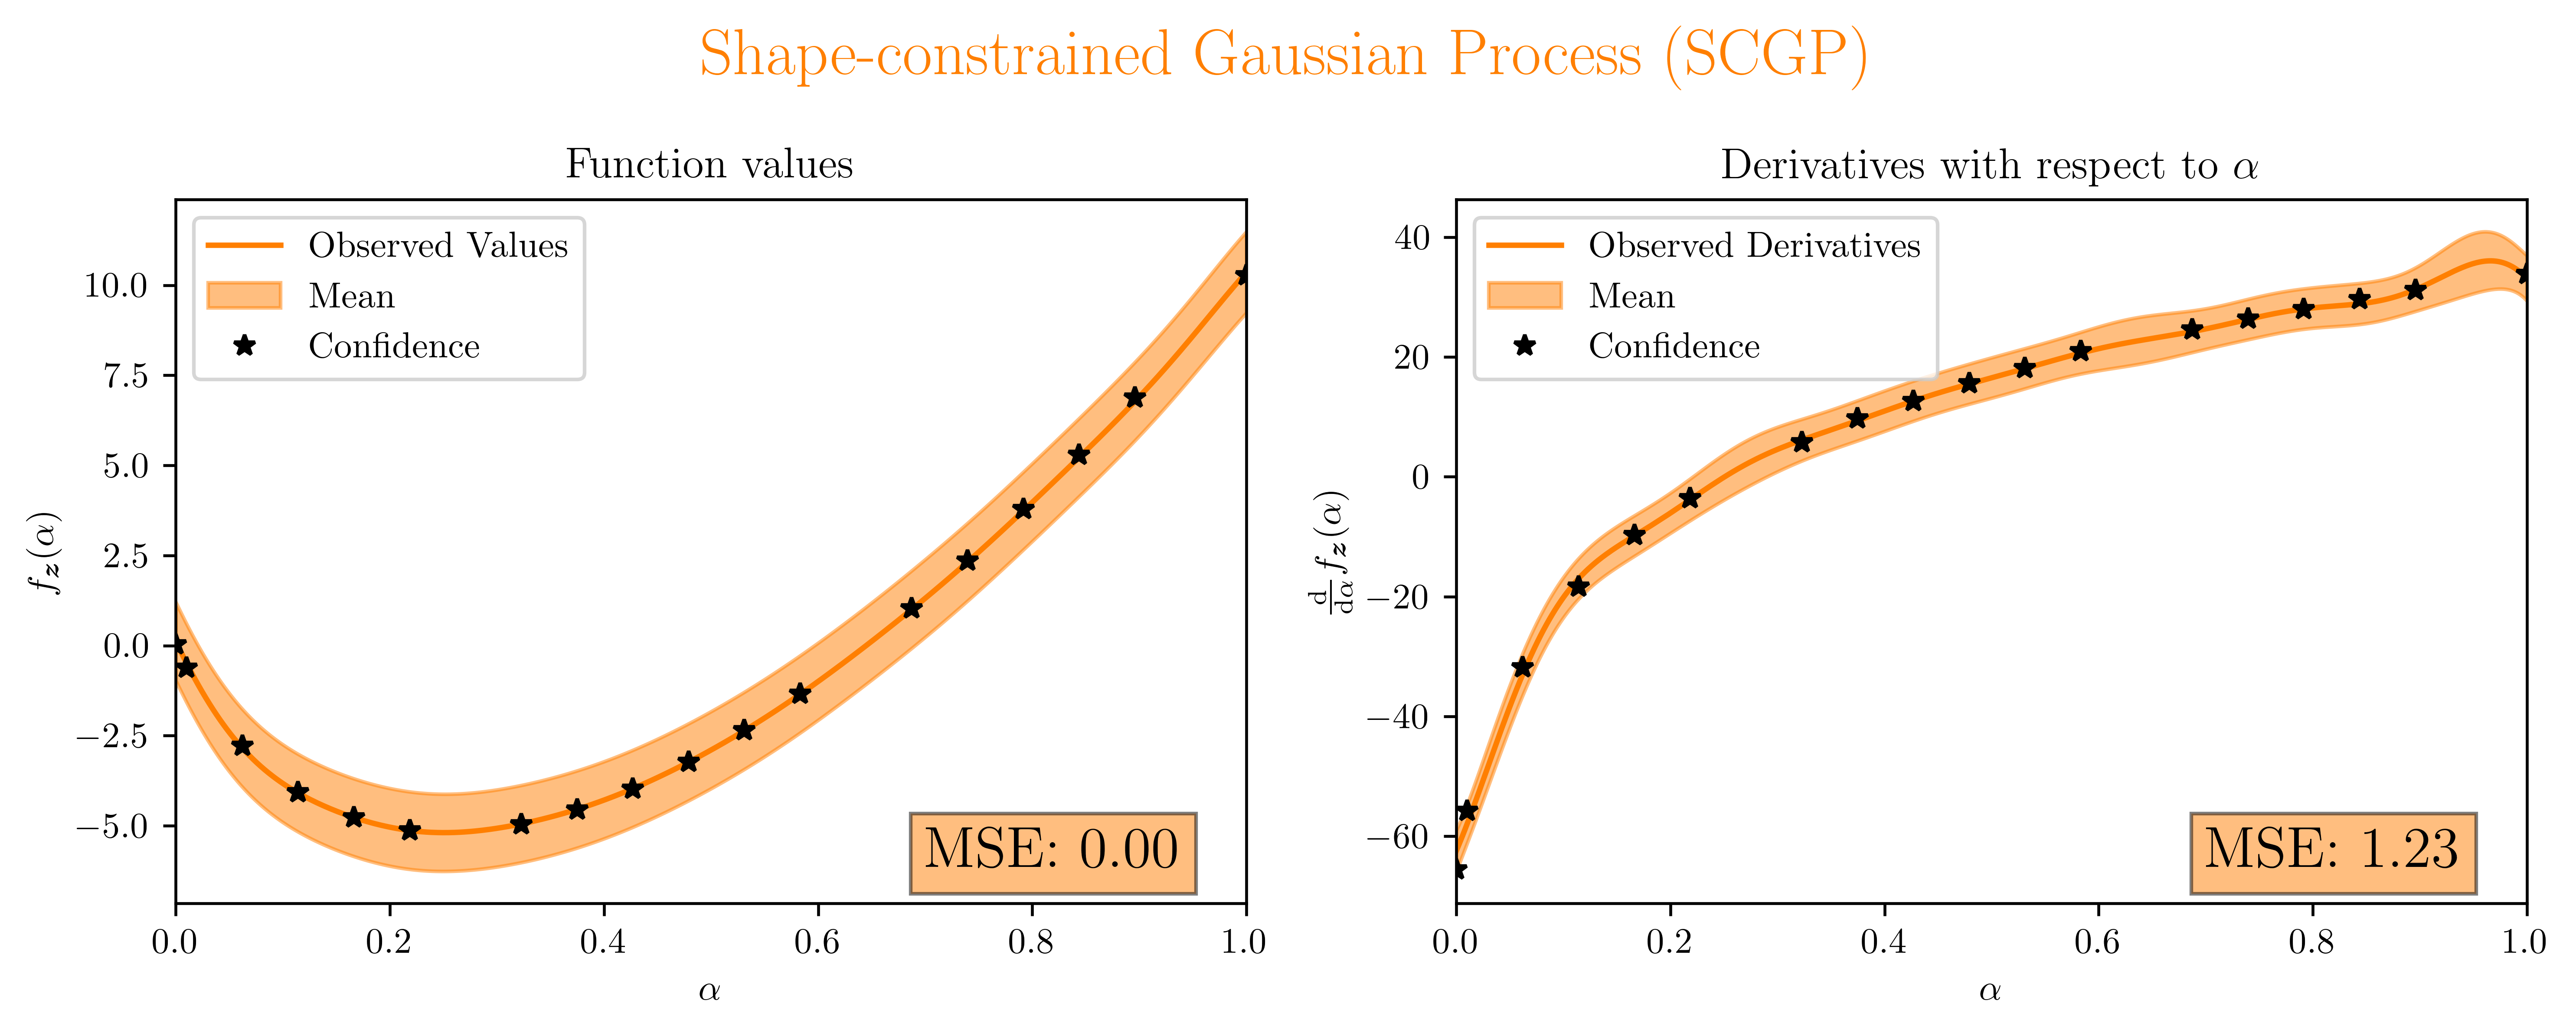 Shape-constrained Gaussian Process (SCGP)
Function values
Observed Values
Mean
Confidence
10.0
7.5
5.0
2.5
0.0
−2.5
−5.0
f_z(α)
MSE: 0.00
0.0 0.2 0.4 0.6 0.8 1.0
α
Derivatives with respect to α
Observed Derivatives
Mean
Confidence
40
20
0
−20
−40
−60
d/dα f_z(α)
MSE: 1.23
0.0 0.2 0.4 0.6 0.8 1.0
α